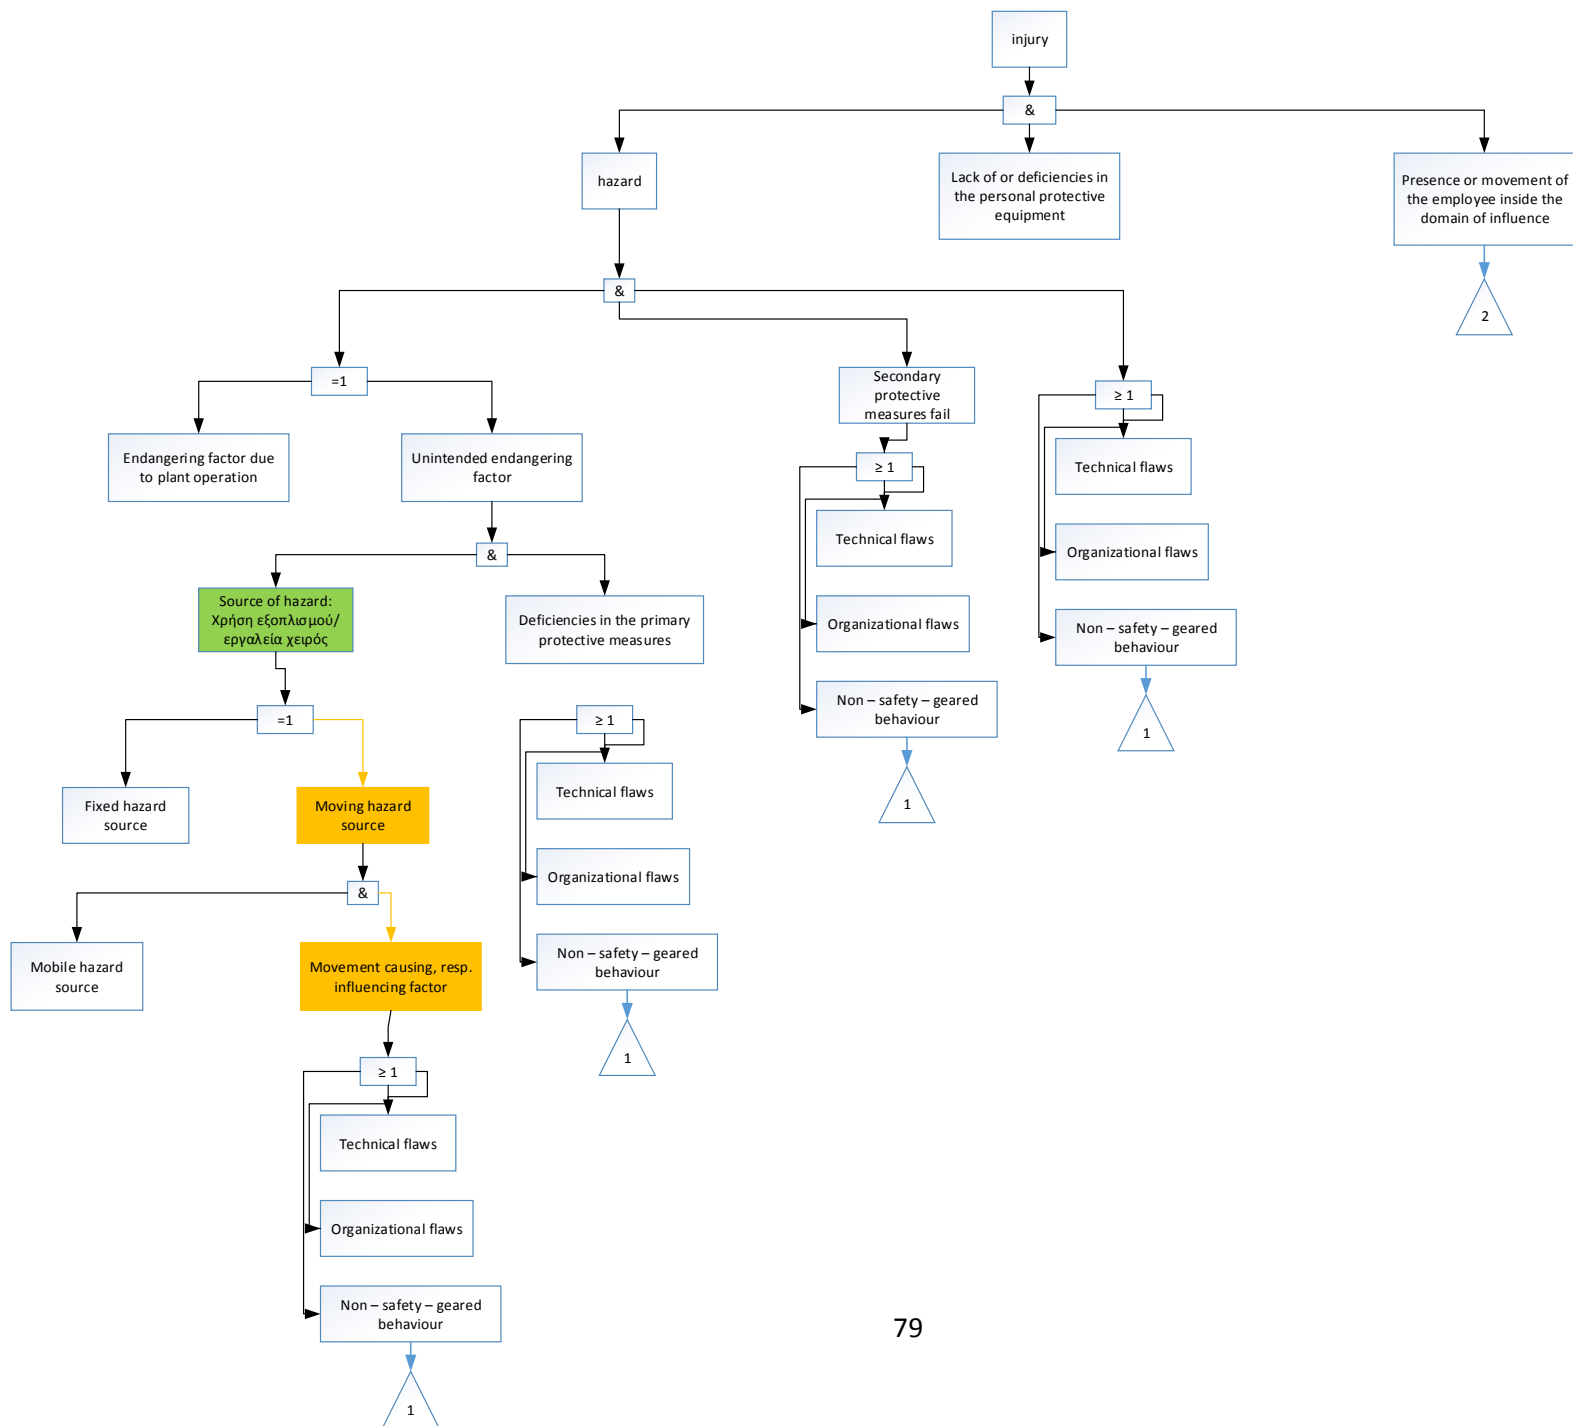 injury
&
hazard
Lack of or deficiencies in
the personal protective
equipment
Presence or movement of
the employee inside the
domain of influence
&
2
=1
Secondary
protective
measures fail
≥ 1
Endangering factor due
to plant operation
Unintended endangering
factor
≥ 1
Technical flaws
Technical flaws
Organizational flaws
&
Source of hazard:
Χρήση εξοπλισμού/
εργαλεία χειρός
Deficiencies in the primary
protective measures
Organizational flaws
Non – safety – geared
behaviour
Non – safety – geared
behaviour
=1
≥ 1
1
1
Fixed hazard
source
Moving hazard
source
Technical flaws
&
Organizational flaws
Mobile hazard
source
Movement causing, resp.
influencing factor
Non – safety – geared
behaviour
1
≥ 1
Technical flaws
Organizational flaws
Non – safety – geared
behaviour
79
1